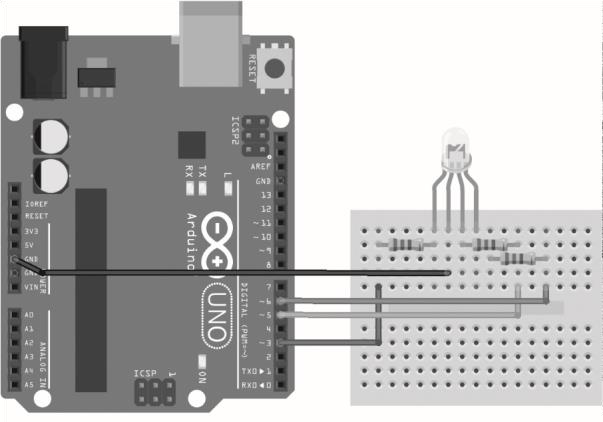 RESET
ICSP2
AREF
GND
13
12
~ 11
~ 10
~ 9
8
7
~ 6
~ 5
4
~ 3
2
TX0 ▶ 1
RX0 ◀ 0
DIGITAL (PWM=~)
L
TX
RX
Arduino
UNO
ON
ICSP
1
IOREF
RESET
3V3
5V
GND
GND
VIN
POWER
A0
A1
A2
A3
A4
A5
ANALOG IN